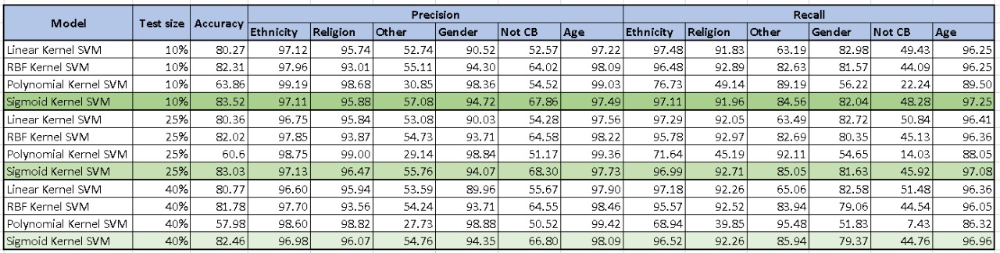 Model Test size Accuracy Precision Recall
Ethnicity Religion Other Gender Not CB Age Ethnicity Religion Other Gender Not CB Age
Linear Kernel SVM 10% 80.27 97.12 95.74 52.74 90.52 52.57 97.22 97.48 91.83 63.19 82.98 49.43 96.25
RBF Kernel SVM 10% 82.31 97.96 93.01 55.11 94.30 64.02 98.09 96.48 92.89 82.63 81.57 44.09 96.25
Polynomial Kernel SVM 10% 63.86 99.19 98.68 30.85 98.36 54.52 99.03 76.73 49.14 89.19 56.22 22.24 89.50
Sigmoid Kernel SVM 10% 83.52 97.11 95.88 57.08 94.72 67.86 97.49 97.11 91.96 84.56 82.04 48.28 97.25
Linear Kernel SVM 25% 80.36 96.75 95.84 53.08 90.03 54.28 97.56 97.29 92.05 63.49 82.72 50.84 96.41
RBF Kernel SVM 25% 82.02 97.85 93.87 54.73 93.71 64.58 98.22 95.78 92.97 82.69 80.35 45.13 96.36
Polynomial Kernel SVM 25% 60.6 98.75 99.00 29.14 98.84 51.17 99.36 71.64 45.19 92.11 54.65 14.03 88.05
Sigmoid Kernel SVM 25% 83.03 97.13 96.47 55.76 94.07 68.30 97.73 96.99 92.71 85.05 81.63 45.92 97.08
Linear Kernel SVM 40% 80.77 96.60 95.94 53.59 89.96 55.67 97.90 97.18 92.26 65.06 82.58 51.48 96.36
RBF Kernel SVM 40% 81.78 97.70 93.56 54.24 93.71 64.55 98.46 95.57 92.52 83.94 79.06 44.54 96.05
Polynomial Kernel SVM 40% 57.98 98.60 98.82 27.73 98.88 50.52 99.42 68.94 39.85 95.48 51.83 7.43 86.32
Sigmoid Kernel SVM 40% 82.46 96.98 96.07 54.76 94.35 66.80 98.09 96.52 92.26 85.94 79.37 44.76 96.96